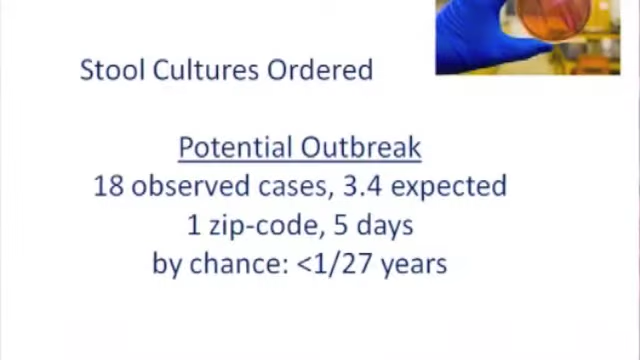 Stool Cultures Ordered
Potential Outbreak
18 observed cases, 3.4 expected
1 zip-code, 5 days
by chance: <1/27 years